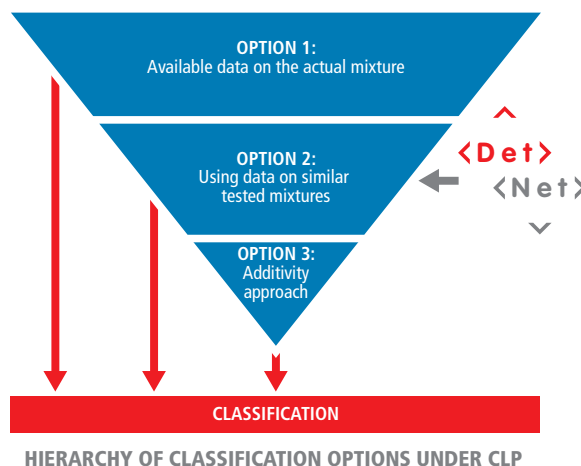 OPTION 1:
Available data on the actual mixture
OPTION 2:
Using data on similar
tested mixtures
<Det>
<Net>
OPTION 3:
Additivity
approach
CLASSIFICATION
HIERARCHY OF CLASSIFICATION OPTIONS UNDER CLP